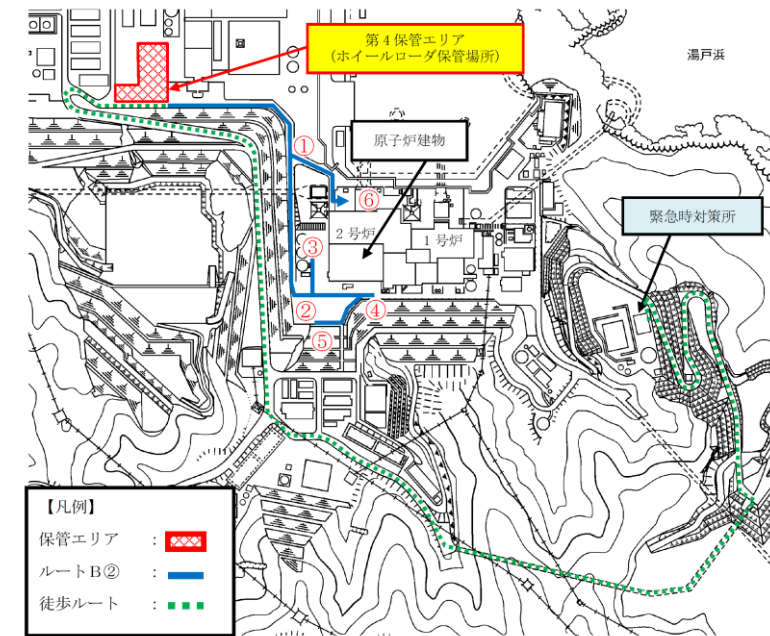 第４保管エリア
(ホイールローダ保管場所)
湯戸浜
①
原子炉建物
⑥
緊急時対策所
２号炉
１号炉
③
②
④
⑤
【凡例】
保管エリア :
ルートＢ② :
徒歩ルート :